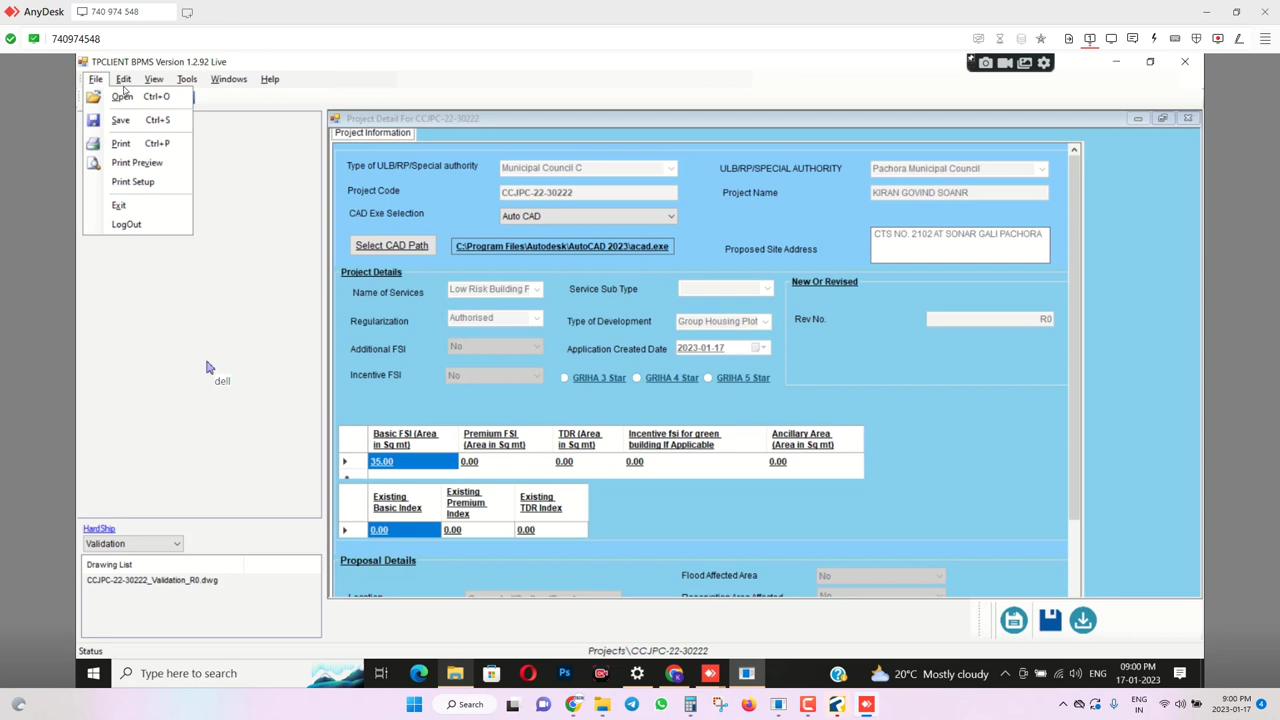 AnyDesk
740 974 548
740974548
TPCLIENT BPMS Version 1.2.92 Live
File Edit View Tools Windows Help
Open Ctrl+O
Save Ctrl+S
Print Ctrl+P
Print Preview
Print Setup
Exit
LogOut
dell
HardShip
Validation
Drawing List
CCJPC-22-30222_Validation_R0.dwg
Project Detail For CCJPC-22-30222
Project Information
Type of ULB/RP/Special authority Municipal Council C ULB/RP/SPECIAL AUTHORITY Pachora Municipal Council
Project Code CCJPC-22-30222 Project Name KIRAN GOVIND SOANR
CAD Exe Selection Auto CAD
Select CAD Path C:\Program Files\Autodesk\AutoCAD 2023\acad.exe Proposed Site Address CTS NO. 2102 AT SONAR GALI PACHORA
Project Details New Or Revised
Name of Services Low Risk Building F Service Sub Type
Regularization Authorised Type of Development Group Housing Plot Rev No. R0
Additional FSI No Application Created Date 2023-01-17
Incentive FSI No GRIHA 3 Star GRIHA 4 Star GRIHA 5 Star
Basic FSI (Area in Sq mt) Premium FSI (Area in Sq mt) TDR (Area in Sq mt) Incentive fsi for green building If Applicable Ancillary Area (Area in Sq mt)
35.00 0.00 0.00 0.00 0.00
Existing Basic Index Existing Premium Index Existing TDR Index
0.00 0.00 0.00
Proposal Details
Flood Affected Area No
Status Projects\CCJPC-22-30222
Type here to search 20°C Mostly cloudy ENG 09:00 PM 17-01-2023
Search ENG IN 9:00 PM 2023-01-17